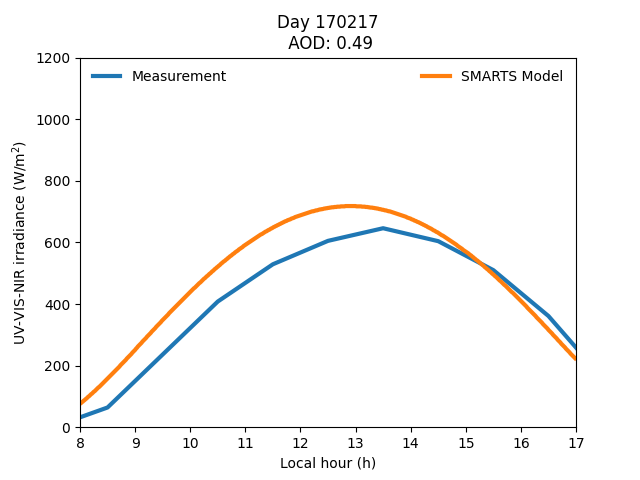 Day 170217
AOD: 0.49
1200
1000
800
600
400
200
0
UV-VIS-NIR irradiance (W/m²)
Measurement
SMARTS Model
8 9 10 11 12 13 14 15 16 17
Local hour (h)